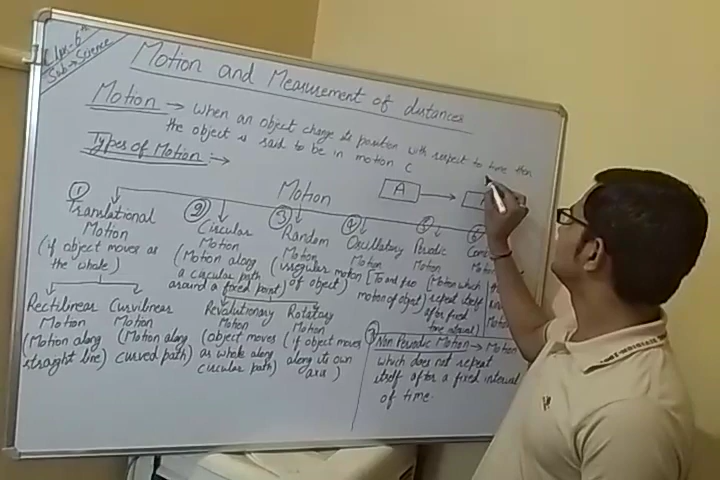 Class-6th
Sub → Science
Motion and Measurement of distances
Motion → When an object change its position with respect to time then
the object is said to be in motion
Types of Motion :→
A
Motion
① Translational
Motion
(if object moves as
the whole)
② Circular
Motion
(Motion along
a circular path
around a fixed point)
③ Random
Motion
(irregular motion
of object)
④ Oscillatory
Motion
[To and fro
motion of object]
⑤ Periodic
Motion
[Motion which
repeat itself
after fixed
time interval]
⑥
Rectilinear
Motion
(Motion along
straight line)
Curvilinear
Motion
(Motion along
curved path)
Revolutionary
Motion
(object moves
as whole along
circular path)
Rotatory
Motion
(if object moves
along its own
axis)
⑦ Non Periodic Motion → Motion
which does not repeat
itself after a fixed interval
of time.